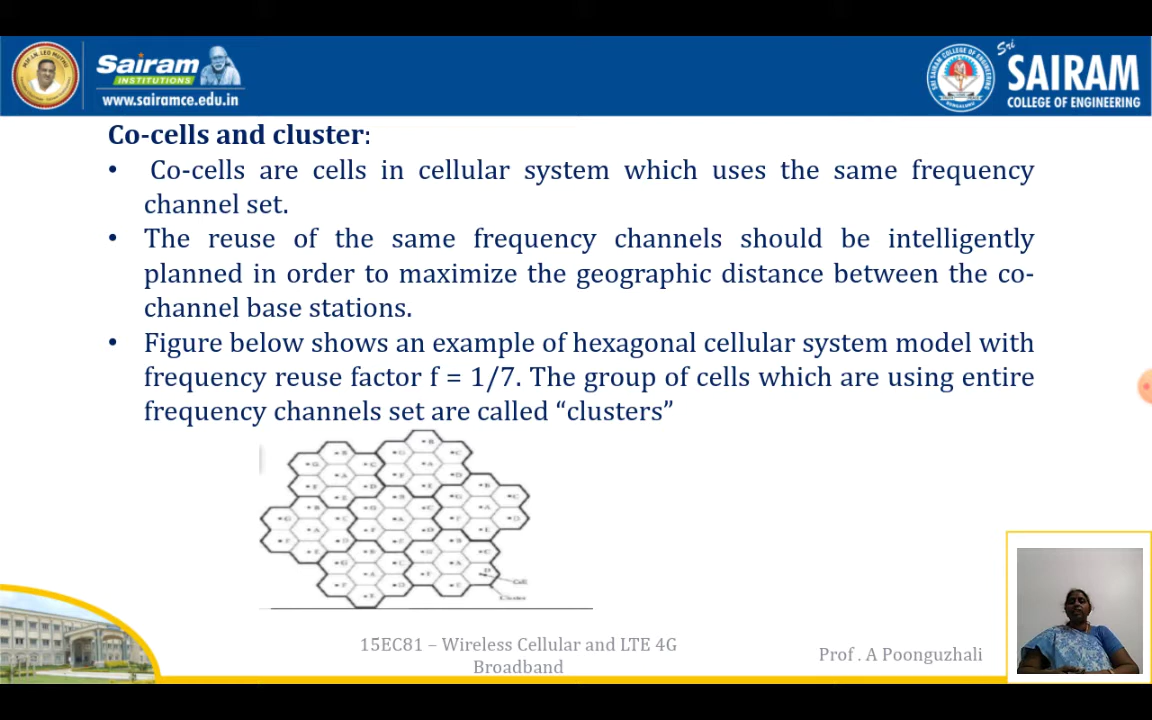 Sairam
INSTITUTIONS
www.sairamce.edu.in
Sri
SAIRAM
COLLEGE OF ENGINEERING
Co-cells and cluster:
• Co-cells are cells in cellular system which uses the same frequency
channel set.
• The reuse of the same frequency channels should be intelligently
planned in order to maximize the geographic distance between the co-
channel base stations.
• Figure below shows an example of hexagonal cellular system model with
frequency reuse factor f = 1/7. The group of cells which are using entire
frequency channels set are called “clusters”
Cell
Cluster
15EC81 – Wireless Cellular and LTE 4G
Broadband
Prof . A Poonguzhali